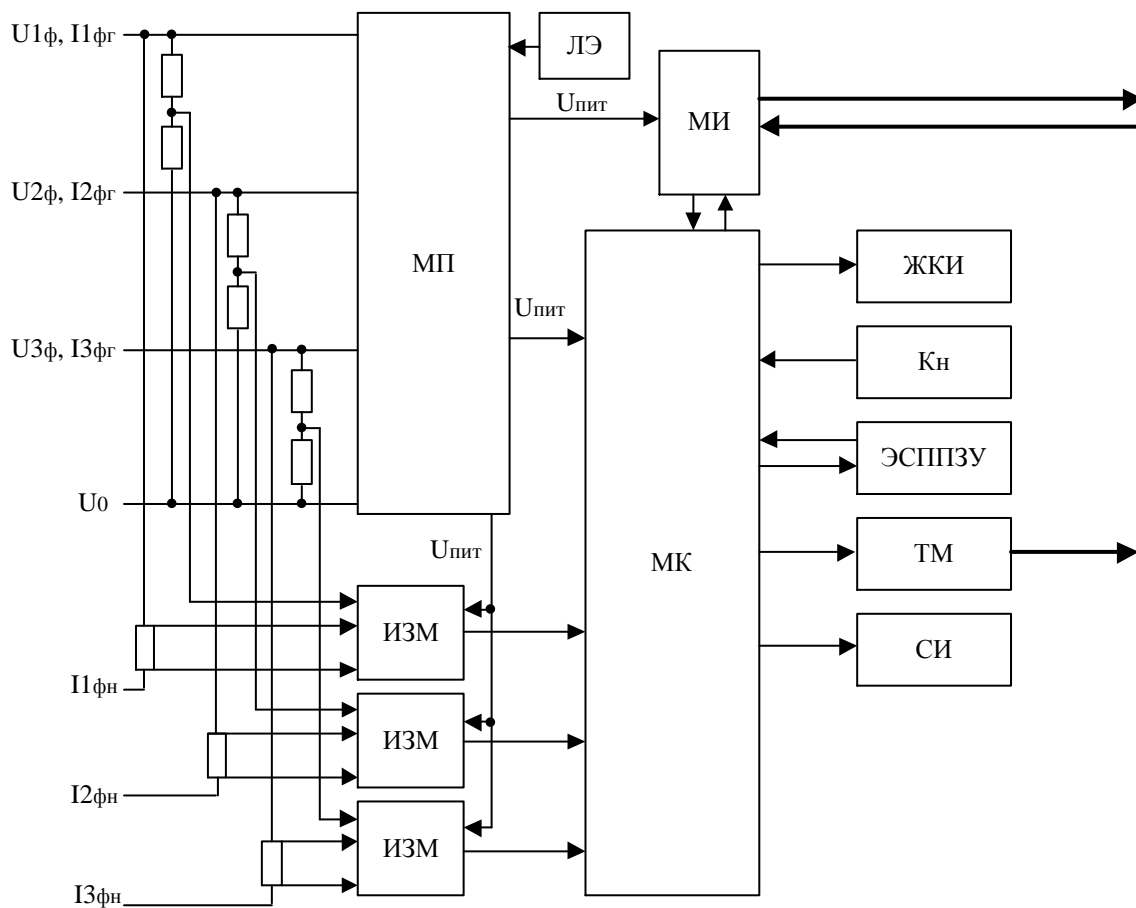 U1ф, I1фг
ЛЭ
Uпит
МИ
U2ф, I2фг
МП
ЖКИ
Uпит
U3ф, I3фг
Кн
ЭСППЗУ
U0
Uпит
МК
ТМ
ИЗМ
СИ
I1фн
ИЗМ
I2фн
ИЗМ
I3фн